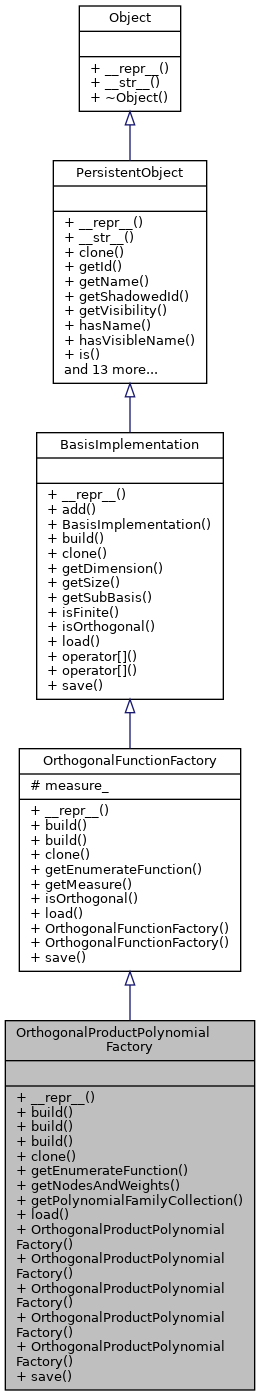 Object
+ __repr__()
+ __str__()
+ ~Object()
PersistentObject
+ __repr__()
+ __str__()
+ clone()
+ getId()
+ getName()
+ getShadowedId()
+ getVisibility()
+ hasName()
+ hasVisibleName()
+ is()
and 13 more...
BasisImplementation
+ __repr__()
+ add()
+ BasisImplementation()
+ build()
+ clone()
+ getDimension()
+ getSize()
+ getSubBasis()
+ isFinite()
+ isOrthogonal()
+ load()
+ operator[]()
+ operator[]()
+ save()
OrthogonalFunctionFactory
# measure_
+ __repr__()
+ build()
+ build()
+ clone()
+ getEnumerateFunction()
+ getMeasure()
+ isOrthogonal()
+ load()
+ OrthogonalFunctionFactory()
+ OrthogonalFunctionFactory()
+ save()
OrthogonalProductPolynomial
Factory
+ __repr__()
+ build()
+ build()
+ build()
+ clone()
+ getEnumerateFunction()
+ getNodesAndWeights()
+ getPolynomialFamilyCollection()
+ load()
+ OrthogonalProductPolynomial
Factory()
+ OrthogonalProductPolynomial
Factory()
+ OrthogonalProductPolynomial
Factory()
+ OrthogonalProductPolynomial
Factory()
+ OrthogonalProductPolynomial
Factory()
+ save()